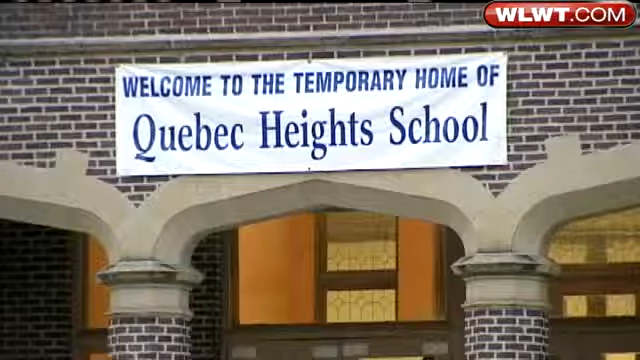 WLWT.COM
WELCOME TO THE TEMPORARY HOME OF
Quebec Heights School